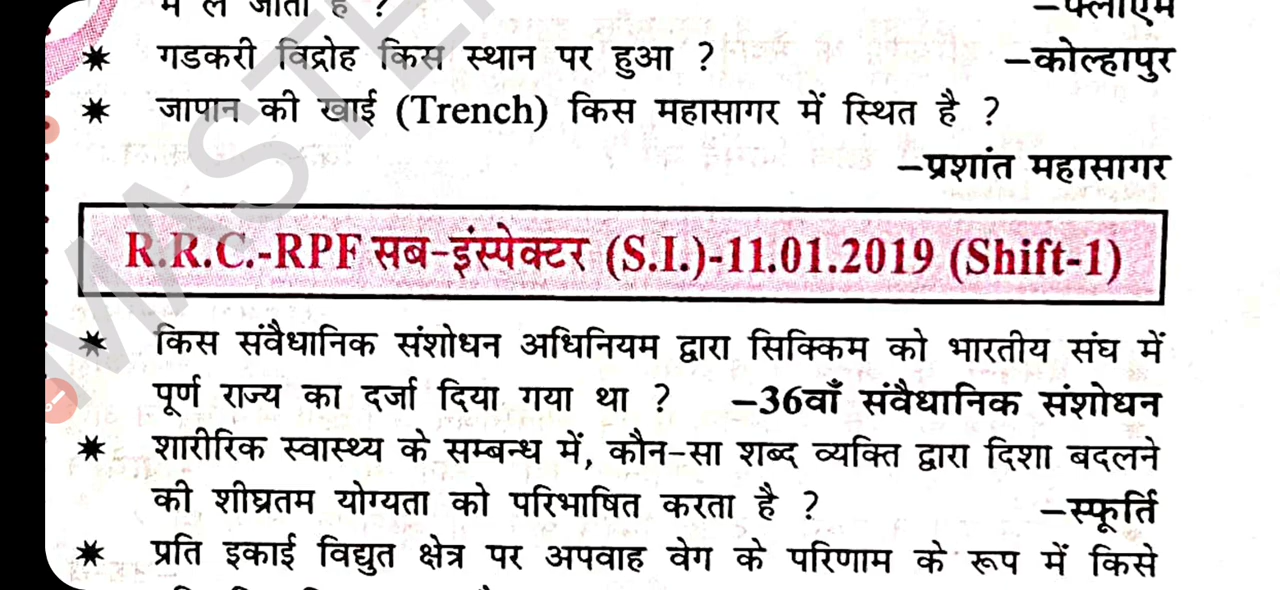 में ले जाता है ? –फ्लोएम
✷ गडकरी विद्रोह किस स्थान पर हुआ ? –कोल्हापुर
✷ जापान की खाई (Trench) किस महासागर में स्थित है ?
–प्रशांत महासागर
R.R.C.-RPF सब-इंस्पेक्टर (S.I.)-11.01.2019 (Shift-1)
✷ किस संवैधानिक संशोधन अधिनियम द्वारा सिक्किम को भारतीय संघ में
पूर्ण राज्य का दर्जा दिया गया था ? –36वाँ संवैधानिक संशोधन
✷ शारीरिक स्वास्थ्य के सम्बन्ध में, कौन-सा शब्द व्यक्ति द्वारा दिशा बदलने
की शीघ्रतम योग्यता को परिभाषित करता है ? –स्फूर्ति
✷ प्रति इकाई विद्युत क्षेत्र पर अपवाह वेग के परिणाम के रूप में किसे